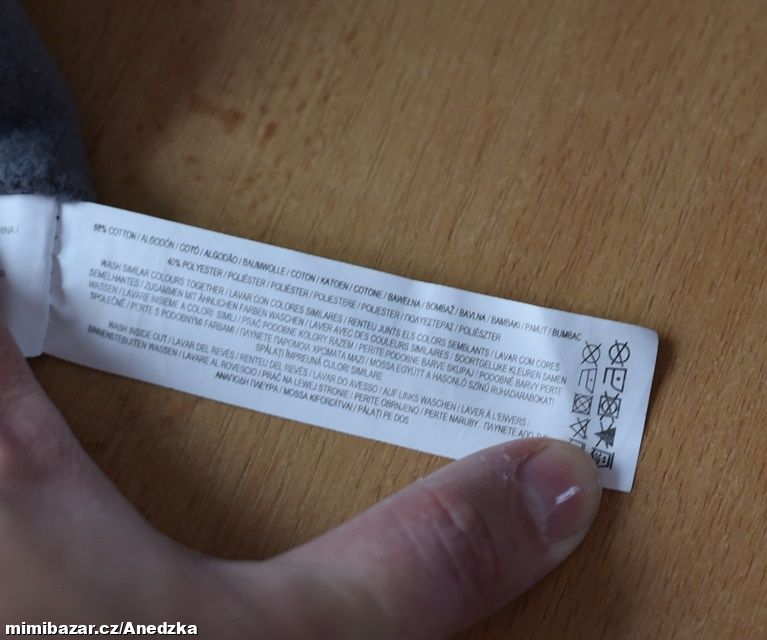 60% COTTON / ALGODÓN / COTÓ / ALGODÃO / BAUMWOLLE / COTON / KATOEN / COTONE / BAWEŁNA / BOMBAŽ / BAVLNA / BAMBAKI / PAMUT / BUMBAC
40% POLYESTER / POLIÉSTER / POLIÈSTER / POLIÉSTER / POLIESTERE / POLIESTER / ΠΟΛΥΕΣΤΕΡΑΣ / POLIÉSZTER
WASH SIMILAR COLOURS TOGETHER / LAVAR CON COLORES SIMILARES / RENTEU JUNTS ELS COLORS SEMBLANTS / LAVAR COM CORES
SEMELHANTES / ZUSAMMEN MIT ÄHNLICHEN FARBEN WASCHEN / LAVER AVEC DES COULEURS SIMILAIRES / SOORTGELIJKE KLEUREN SAMEN
WASSEN / LAVARE INSIEME A COLORI SIMILI / PRAĆ PODOBNE KOLORY RAZEM / PERITE PODOBNE BARVE SKUPAJ / PODOBNÉ BARVY PERTE
SPOLEČNĚ / PERTE S PODOBNÝMI FARBAMI / ΠΛΥΝΕΤΕ ΠΑΡΟΜΟΙΑ ΧΡΩΜΑΤΑ ΜΑΖΙ / MOSSA EGYÜTT A HASONLÓ SZÍNŰ RUHADARABOKAT /
SPĂLAȚI ÎMPREUNĂ CULORI SIMILARE
WASH INSIDE OUT / LAVAR DEL REVÉS / RENTEU DEL REVÉS / LAVAR DO AVESSO / AUF LINKS WASCHEN / LAVER À L'ENVERS /
BINNENSTEBUITEN WASSEN / LAVARE AL ROVESCIO / PRAĆ NA LEWEJ STRONIE / PERITE OBRNJENO / PERTE NARUBY / ΠΛΥΝΕΤΕ ΑΠΟ ΤΗΝ
ΑΝΑΠΟΔΗ ΠΛΕΥΡΑ / MOSSA KIFORDÍTVA / SPĂLAȚI PE DOS
mimibazar.cz/Anedzka